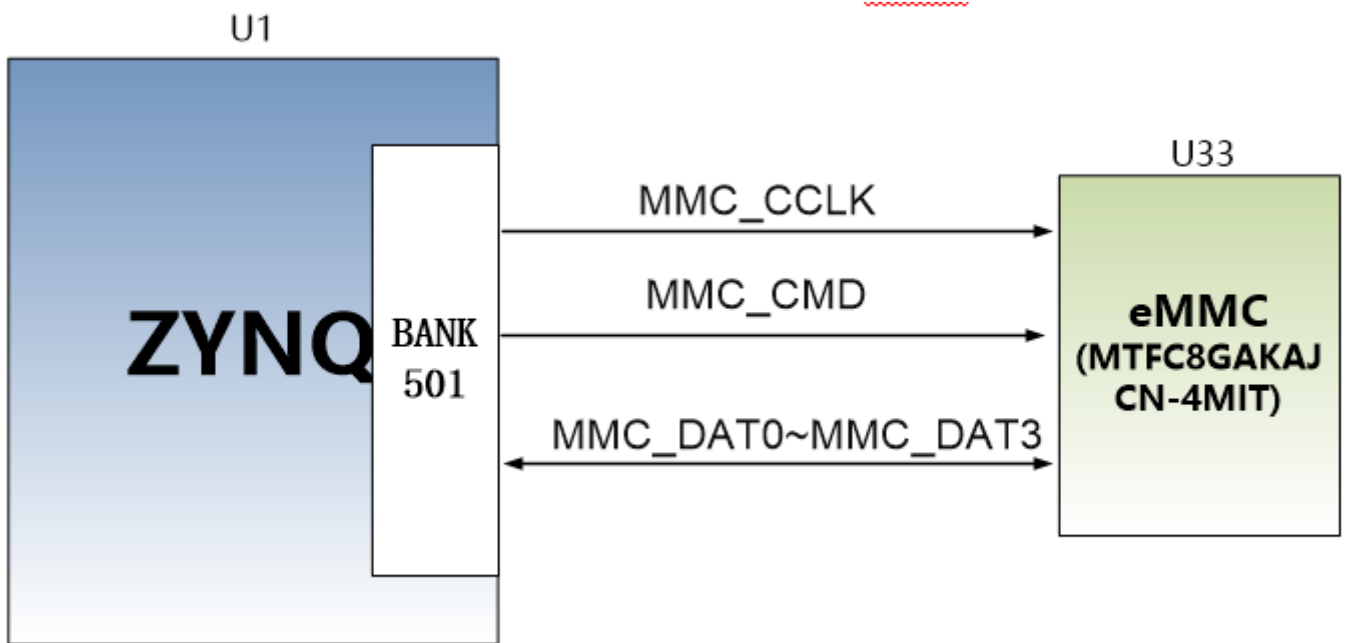 U1
U33
MMC_CCLK
MMC_CMD
ZYNQ
BANK
501
eMMC
(MTFC8GAKAJ
CN-4MIT)
MMC_DAT0~MMC_DAT3